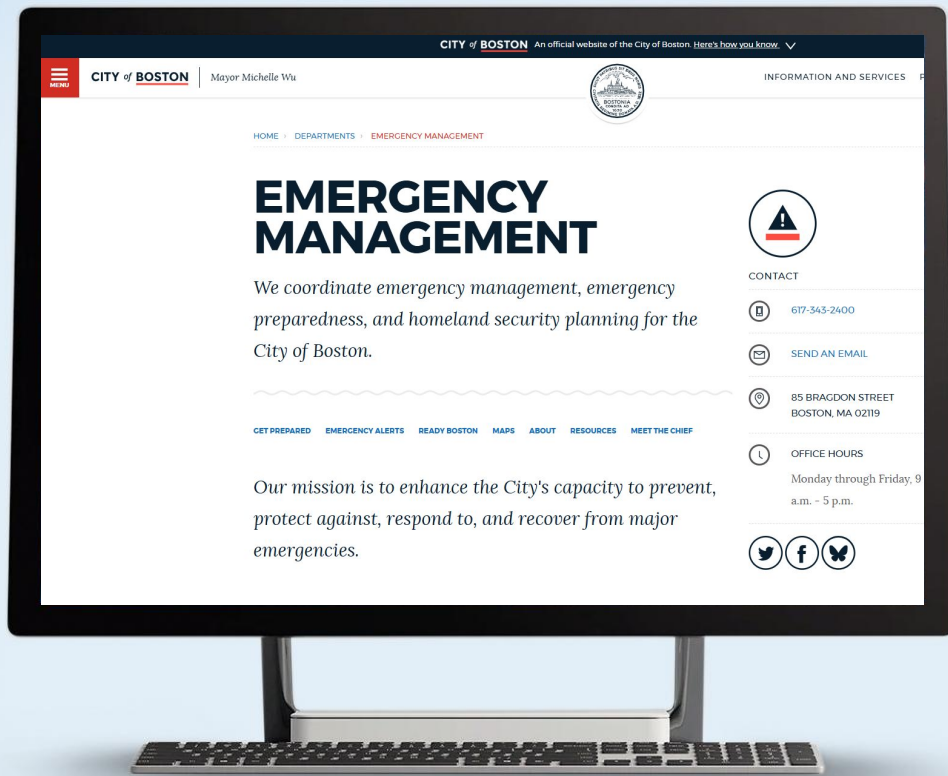 CITY of BOSTON An official website of the City of Boston. Here's how you know
MENU
CITY of BOSTON Mayor Michelle Wu
BOSTONIA
CONDITA AD
1630
INFORMATION AND SERVICES
HOME DEPARTMENTS EMERGENCY MANAGEMENT
EMERGENCY
MANAGEMENT
We coordinate emergency management, emergency
preparedness, and homeland security planning for the
City of Boston.
GET PREPARED EMERGENCY ALERTS READY BOSTON MAPS ABOUT RESOURCES MEET THE CHIEF
Our mission is to enhance the City's capacity to prevent,
protect against, respond to, and recover from major
emergencies.
CONTACT
617-343-2400
SEND AN EMAIL
85 BRAGDON STREET
BOSTON, MA 02119
OFFICE HOURS
Monday through Friday, 9
a.m. - 5 p.m.